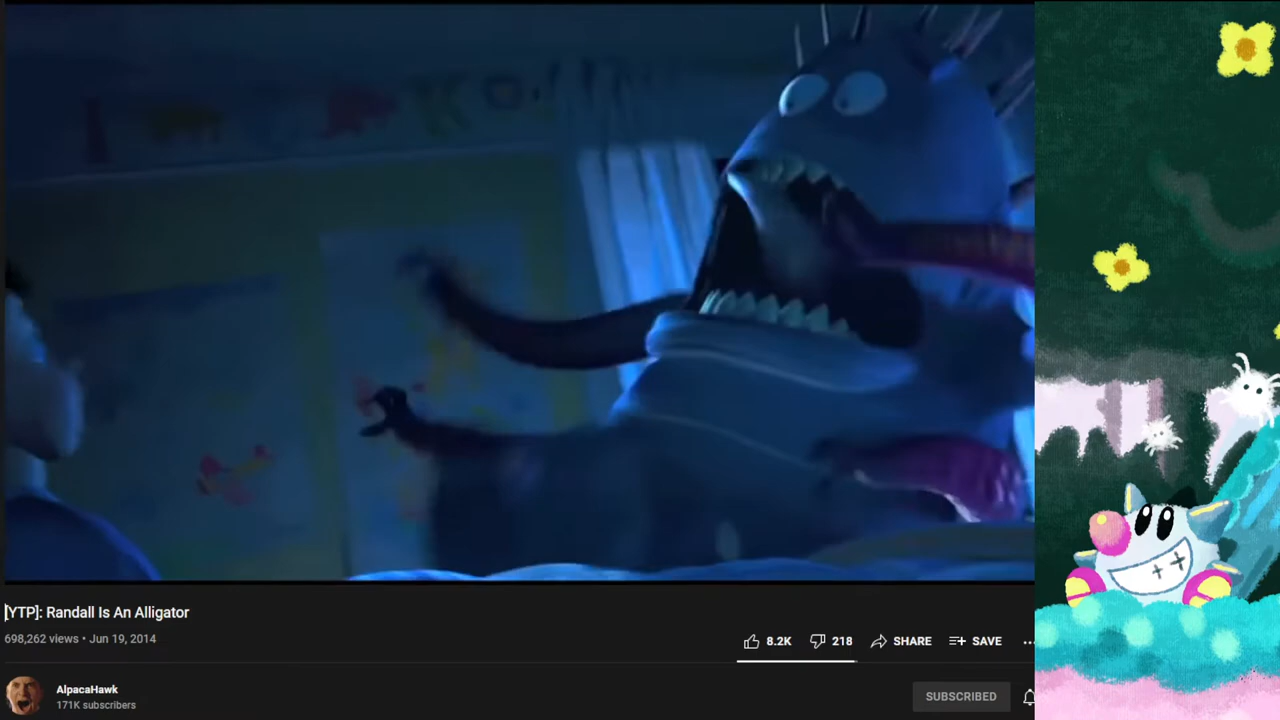 [YTP]: Randall Is An Alligator
698,262 views • Jun 19, 2014
8.2K 218 SHARE SAVE
AlpacaHawk
171K subscribers
SUBSCRIBED